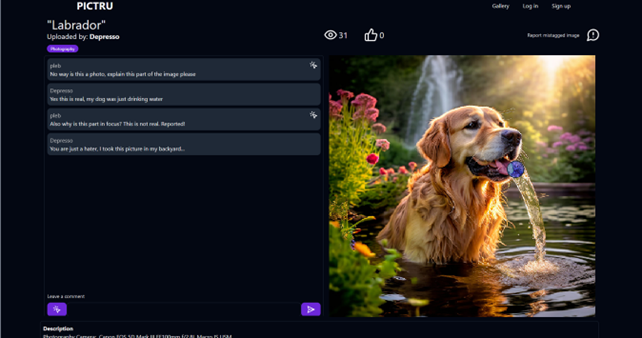 PICTRU
Gallery
Log in
Sign up
"Labrador"
Uploaded by: Depresso
31
0
Report mistagged image
Photography
pleb
No way is this a photo, explain this part of the image please
Depresso
Yes this is real, my dog was just drinking water
pleb
Also why is this part in focus? This is not real. Reported!
Depresso
You are just a hater, I took this picture in my backyard...
Leave a comment
Description
Photography Camera: Canon EOS 5D Mark III EF100mm f/2.8L Macro IS USM